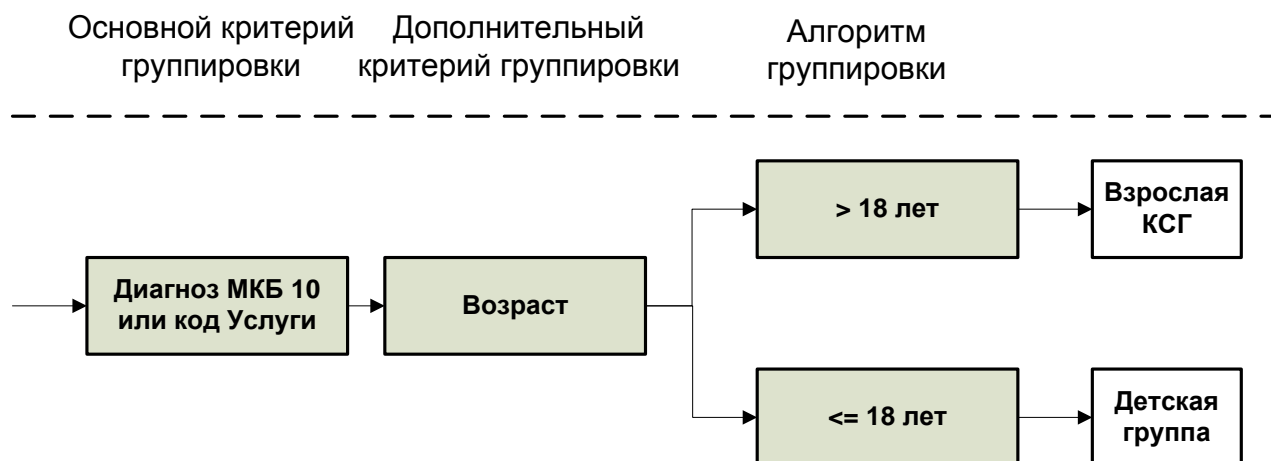 Основной критерий
группировки
Дополнительный
критерий группировки
Алгоритм
группировки
> 18 лет
Взрослая
КСГ
Диагноз МКБ 10
или код Услуги
Возраст
<= 18 лет
Детская
группа